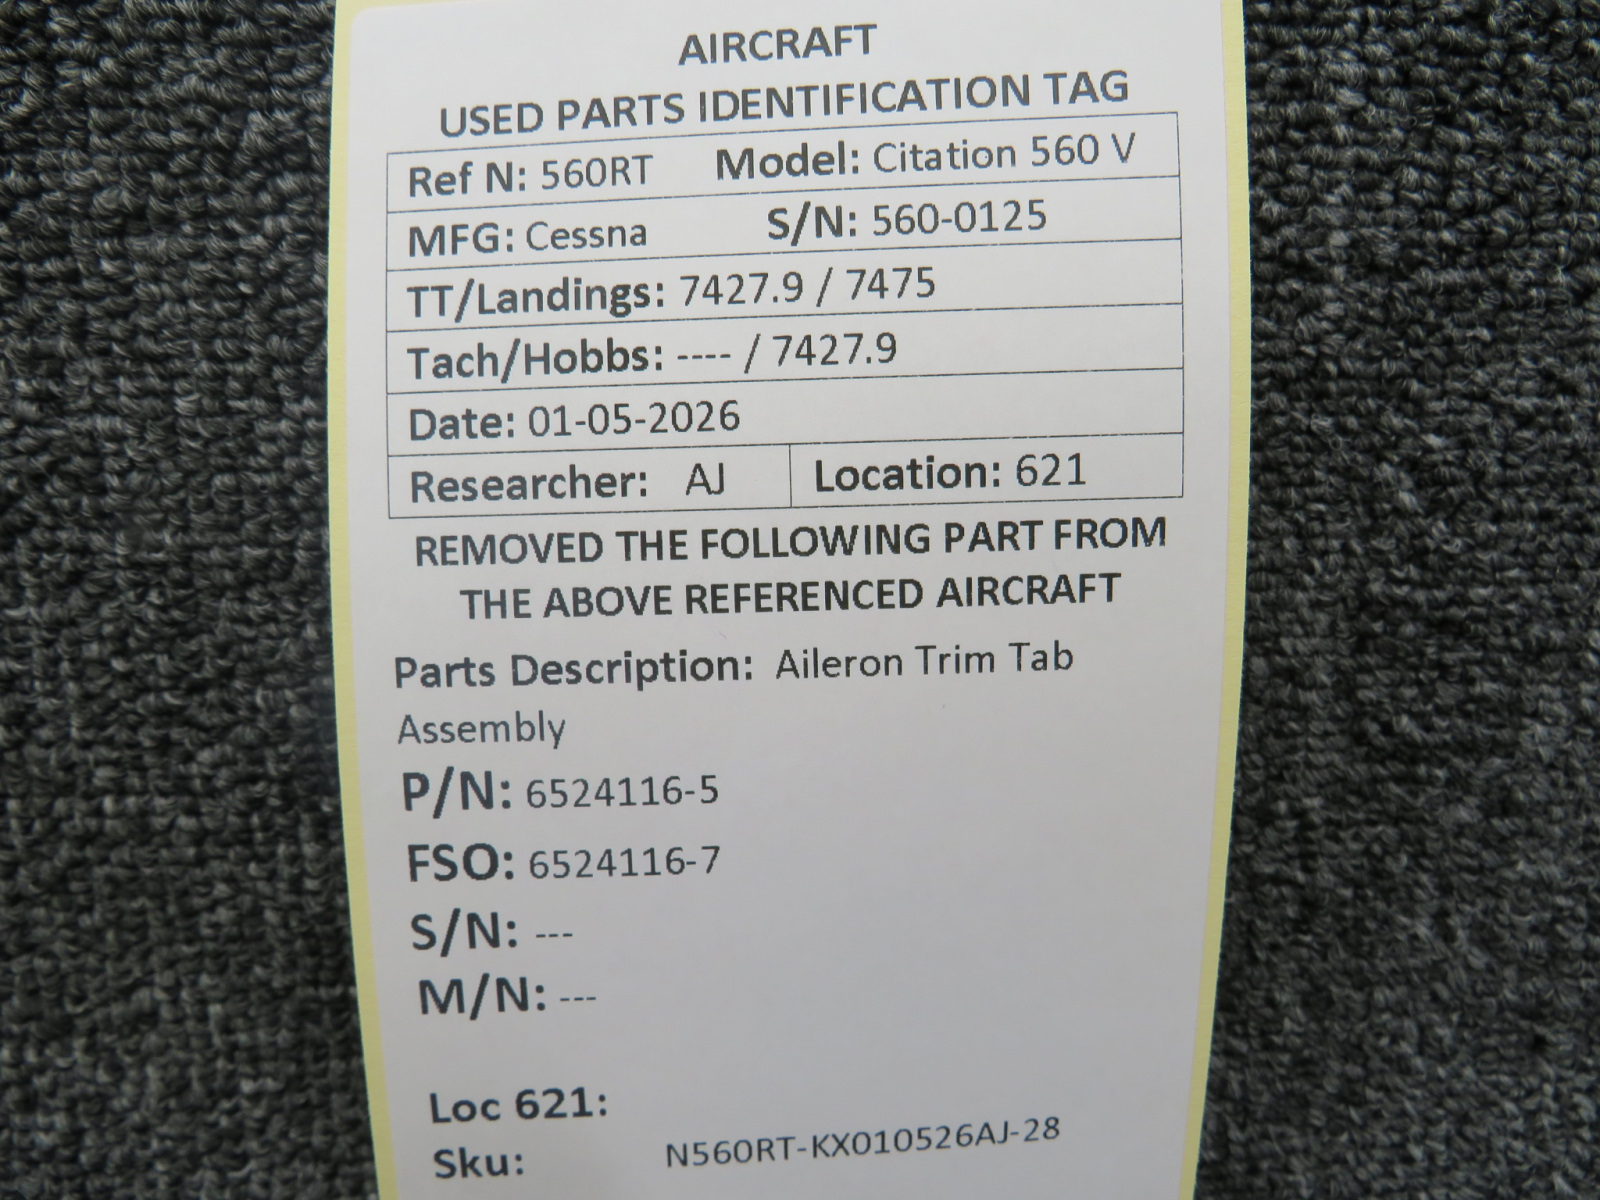 AIRCRAFT
USED PARTS IDENTIFICATION TAG
Ref N: 560RT Model: Citation 560 V
MFG: Cessna S/N: 560-0125
TT/Landings: 7427.9 / 7475
Tach/Hobbs: ---- / 7427.9
Date: 01-05-2026
Researcher: AJ Location: 621
REMOVED THE FOLLOWING PART FROM
THE ABOVE REFERENCED AIRCRAFT
Parts Description: Aileron Trim Tab
Assembly
P/N: 6524116-5
FSO: 6524116-7
S/N: ---
M/N: ---
Loc 621:
Sku: N560RT-KX010526AJ-28